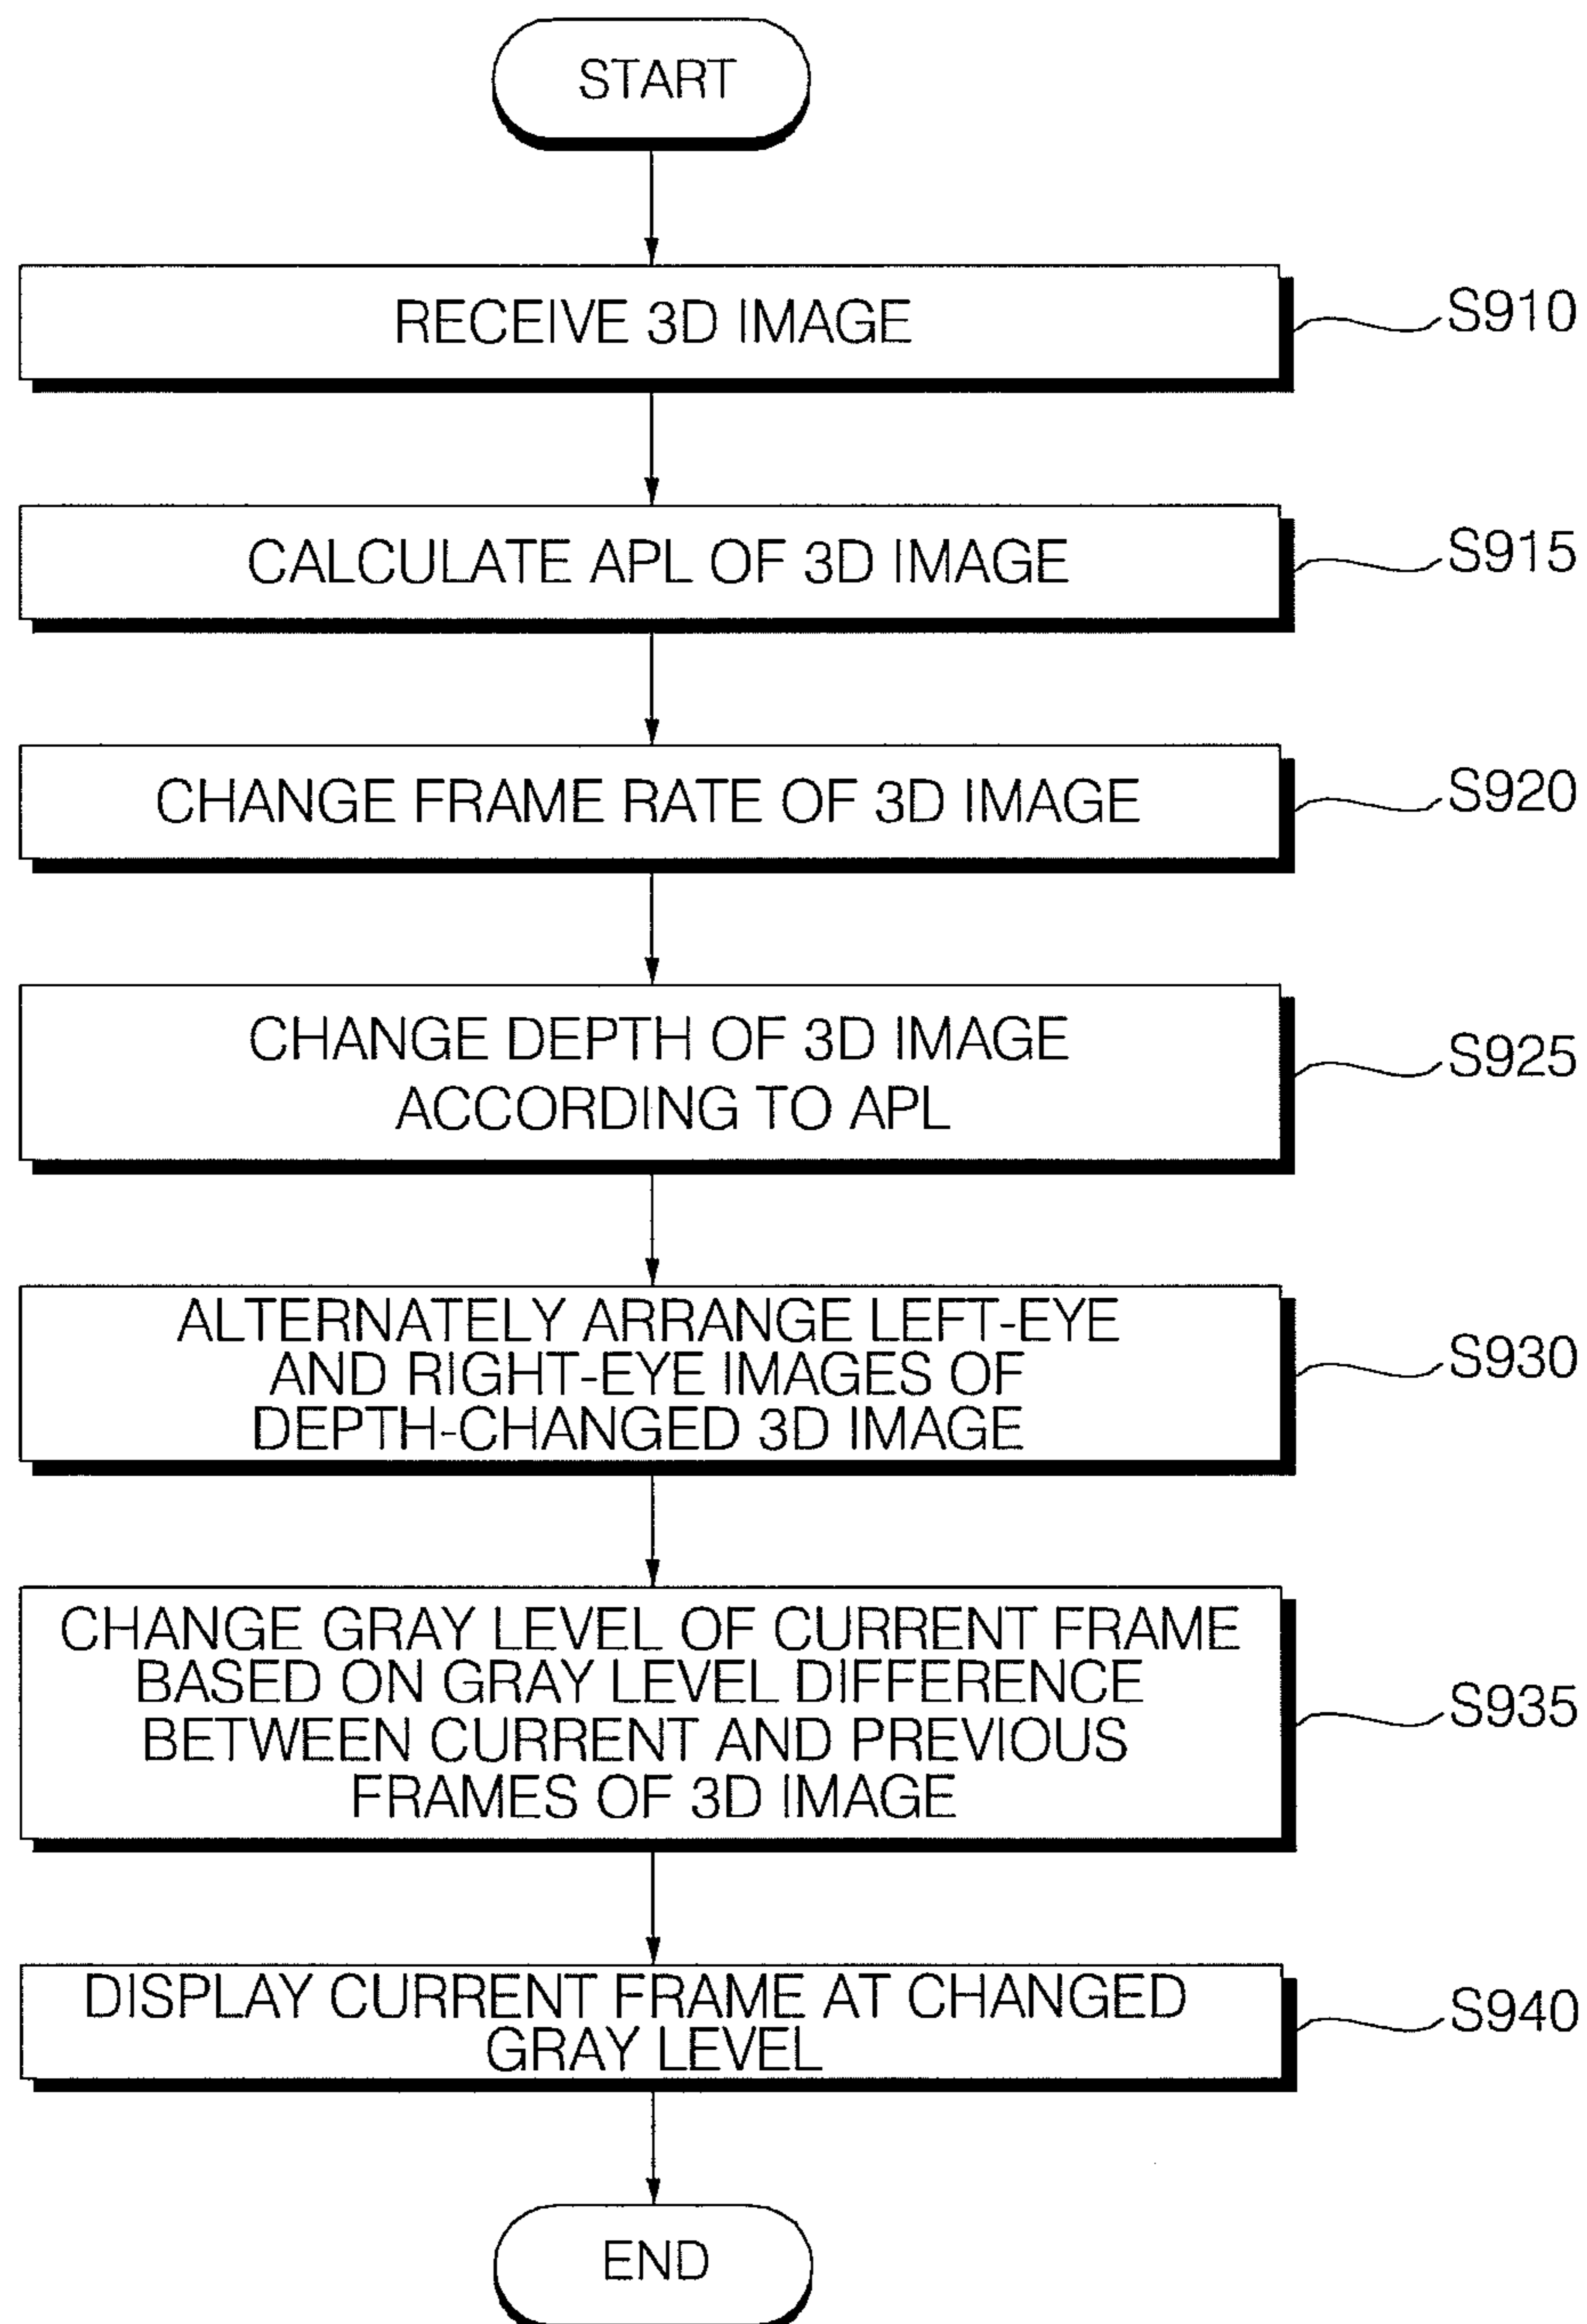 START
RECEIVE 3D IMAGE
S910
CALCULATE APL OF 3D IMAGE
S915
CHANGE FRAME RATE OF 3D IMAGE
S920
CHANGE DEPTH OF 3D IMAGE
ACCORDING TO APL
S925
ALTERNATELY ARRANGE LEFT-EYE
AND RIGHT-EYE IMAGES OF
DEPTH-CHANGED 3D IMAGE
S930
CHANGE GRAY LEVEL OF CURRENT FRAME
BASED ON GRAY LEVEL DIFFERENCE
BETWEEN CURRENT AND PREVIOUS
FRAMES OF 3D IMAGE
S935
DISPLAY CURRENT FRAME AT CHANGED
GRAY LEVEL
S940
END